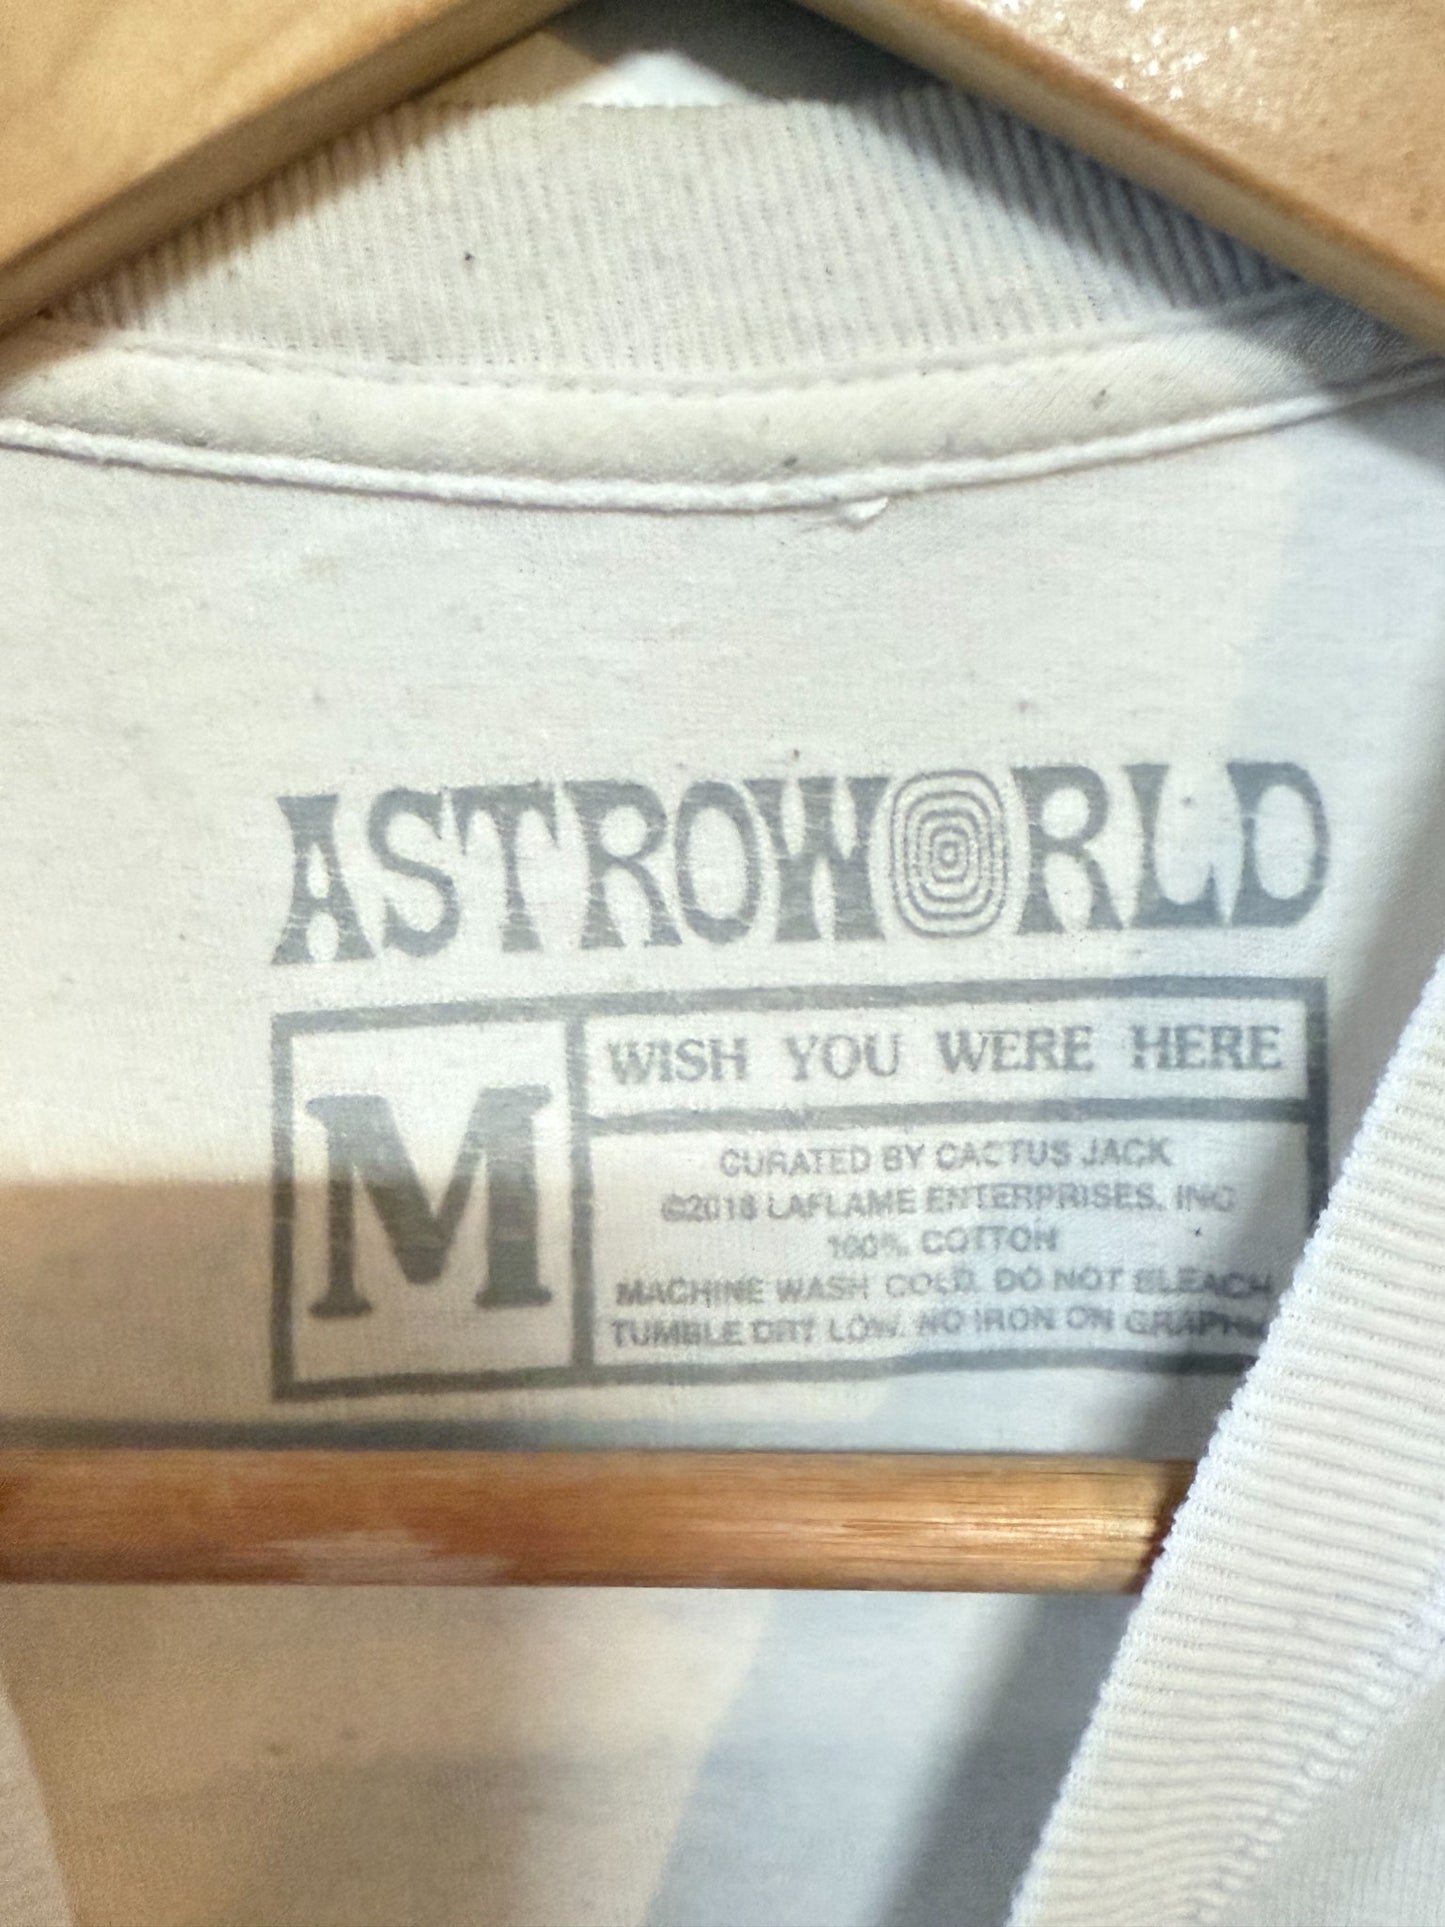 ASTROWORLD
M
WISH YOU WERE HERE
CURATED BY CACTUS JACK
©2018 LAFLAME ENTERPRISES, INC
100% COTTON
MACHINE WASH COLD. DO NOT BLEACH
TUMBLE DRY LOW. NO IRON ON